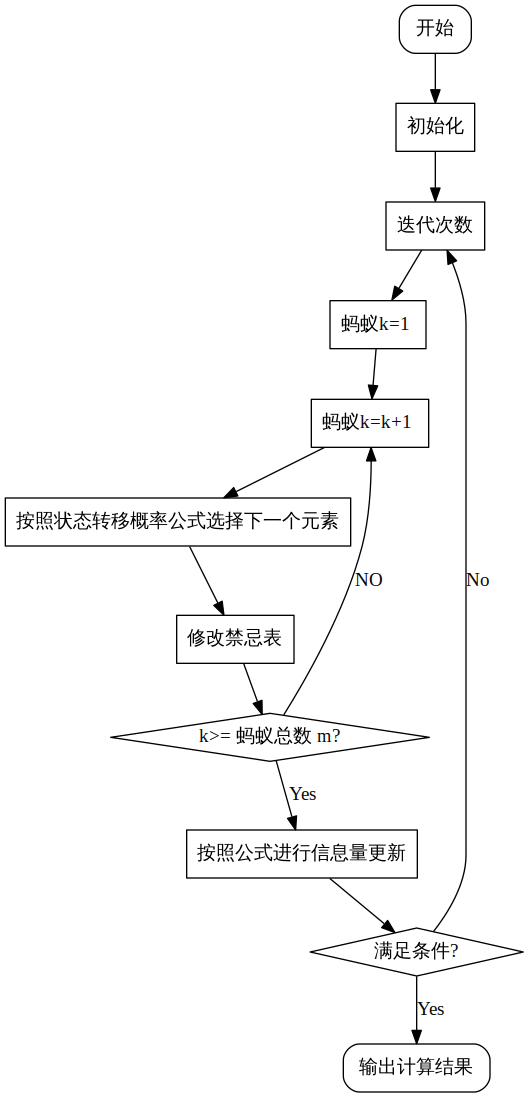 开始
初始化
迭代次数
蚂蚁k=1
蚂蚁k=k+1
按照状态转移概率公式选择下一个元素
NO
No
修改禁忌表
k>= 蚂蚁总数 m?
Yes
按照公式进行信息量更新
满足条件?
Yes
输出计算结果